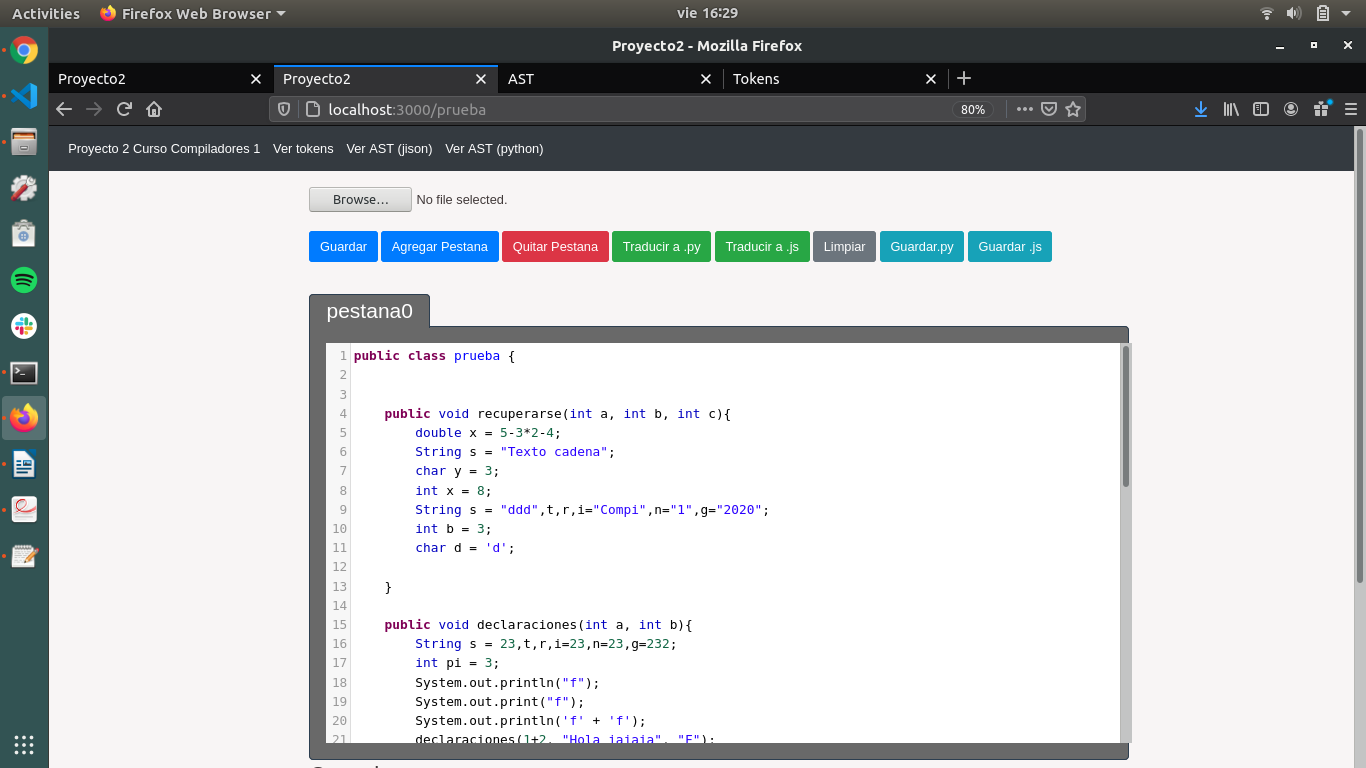 Activities Firefox Web Browser vie 16:29
Proyecto2 - Mozilla Firefox
Proyecto2 Proyecto2 AST Tokens
localhost:3000/prueba 80%
Proyecto 2 Curso Compiladores 1 Ver tokens Ver AST (jison) Ver AST (python)
Browse... No file selected.
Guardar Agregar Pestana Quitar Pestana Traducir a .py Traducir a .js Limpiar Guardar.py Guardar .js
pestana0
1 public class prueba {
2
3
4 public void recuperarse(int a, int b, int c){
5 double x = 5-3*2-4;
6 String s = "Texto cadena";
7 char y = 3;
8 int x = 8;
9 String s = "ddd",t,r,i="Compi",n="1",g="2020";
10 int b = 3;
11 char d = 'd';
12
13 }
14
15 public void declaraciones(int a, int b){
16 String s = 23,t,r,i=23,n=23,g=232;
17 int pi = 3;
18 System.out.println("f");
19 System.out.print("f");
20 System.out.println('f' + 'f');
21 declaraciones(1+2, "Hola jajaja", "F");